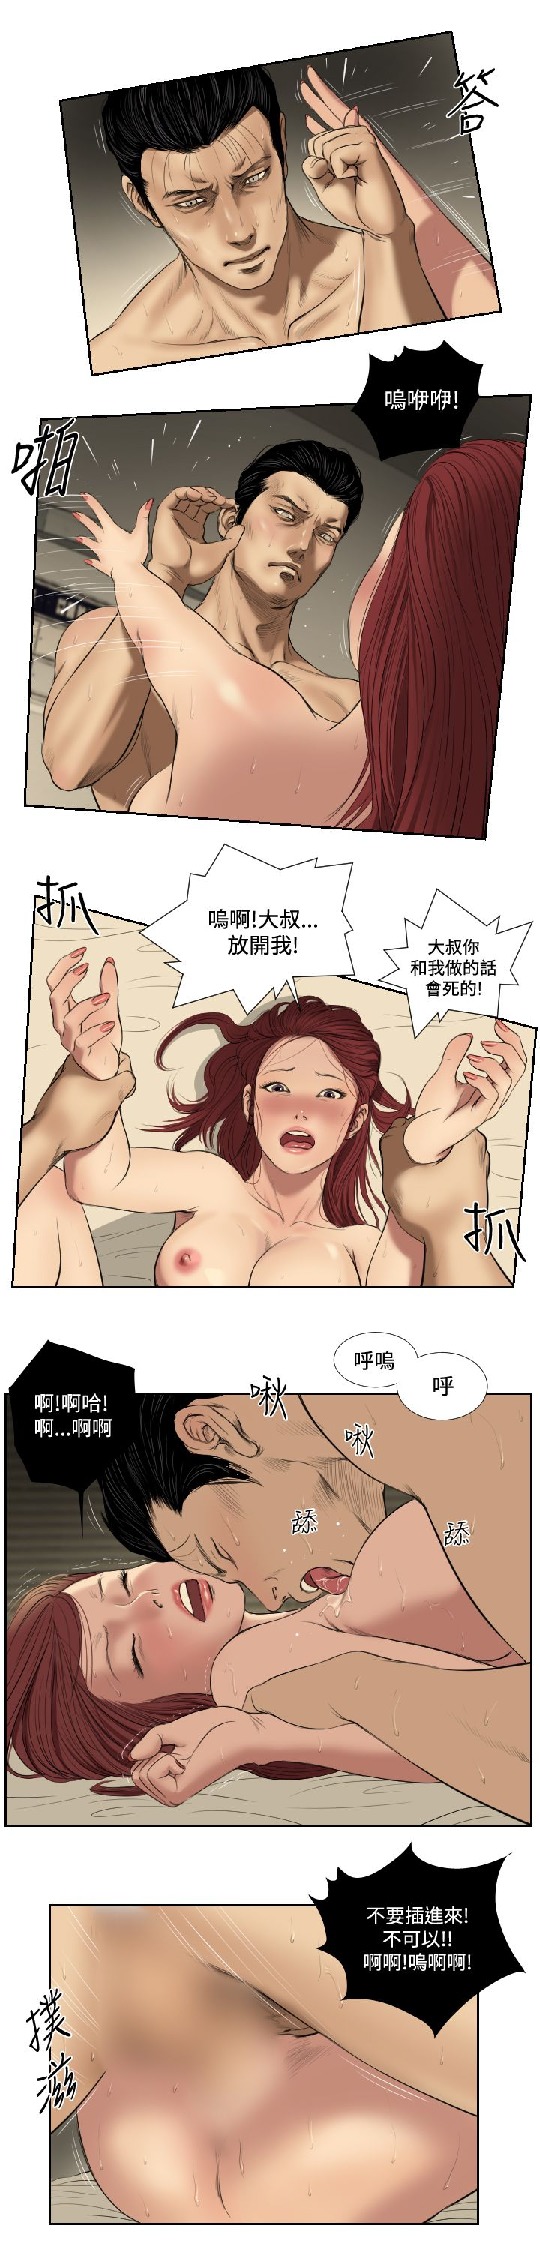 答
嗚咿咿!
啪
抓
嗚啊!大叔...
放開我!
大叔你
和我做的話
會死的!
抓
呼嗚
呼
啊!啊哈!
啊...啊啊
啾
啾
舔
舔
不要插進來!
不可以!!
啊啊!嗚啊啊!
撲
滋